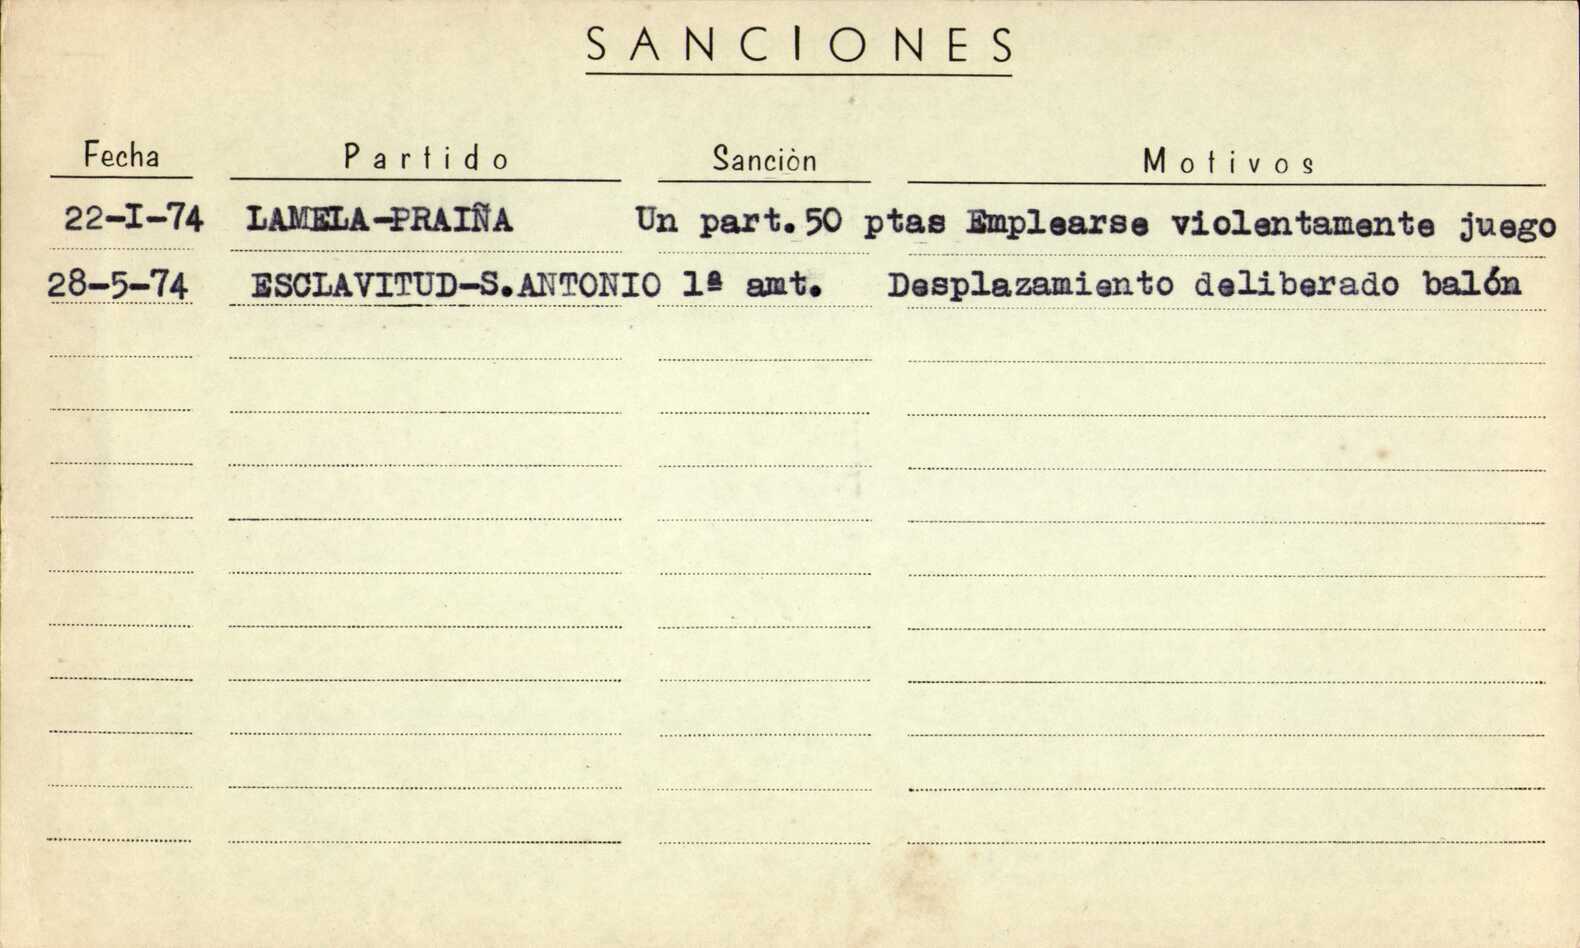 SANCIONES
Fecha Partido Sanciòn Motivos
22-I-74 LAMELA-PRAIÑA Un part. 50 ptas Emplearse violentamente juego
28-5-74 ESCLAVITUD-S.ANTONIO 1ª amt. Desplazamiento deliberado balón